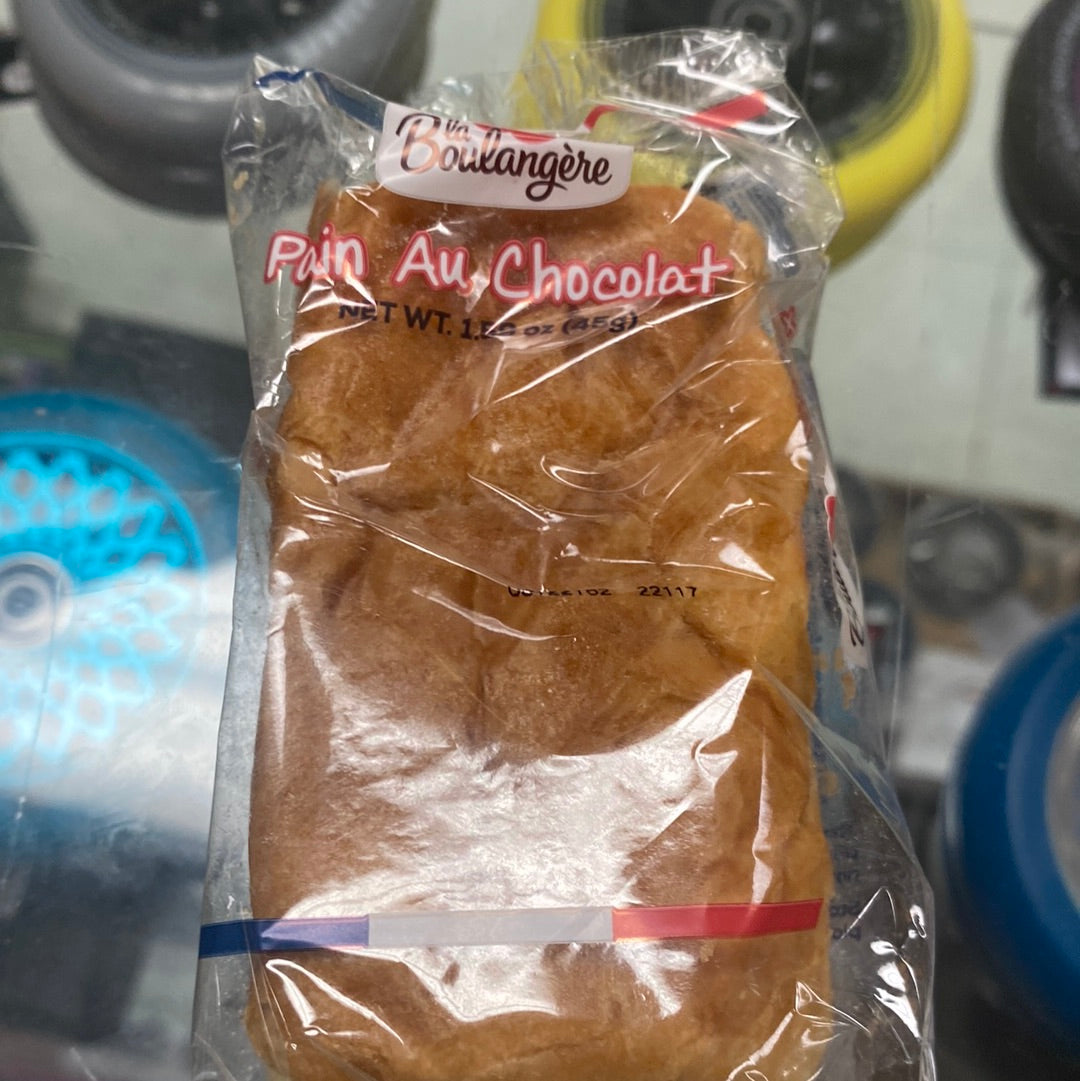 la
Boulangère
Pain Au Chocolat
NET WT. 1.59 oz (45g)
22117